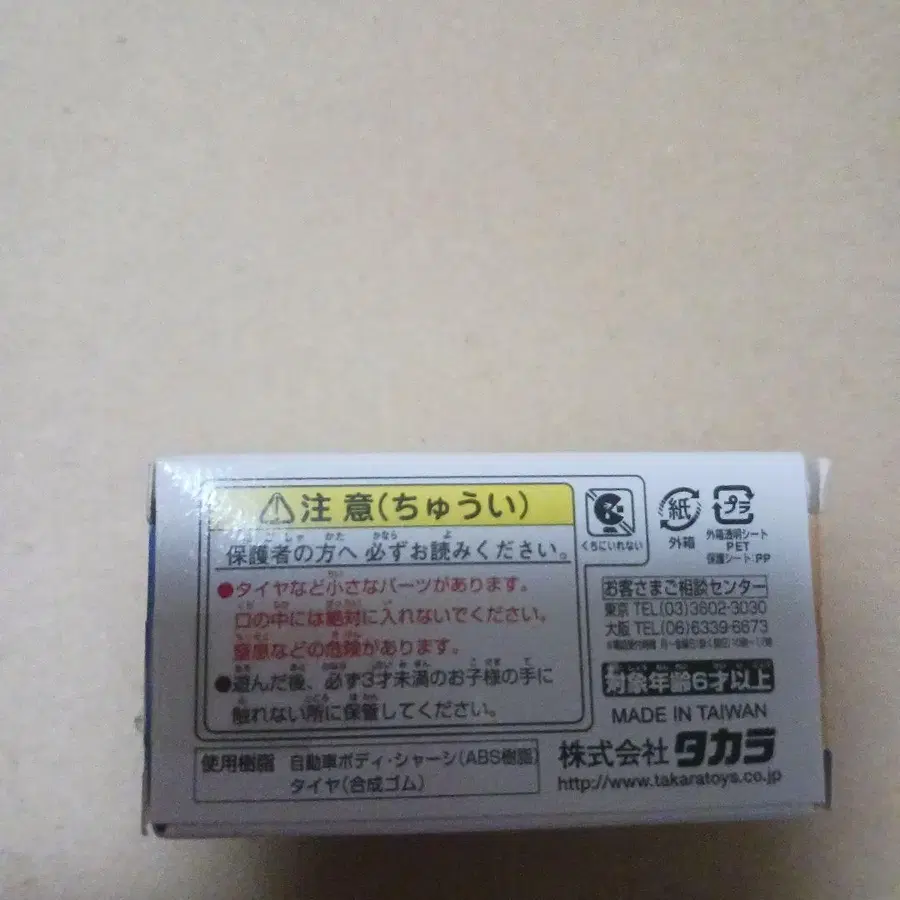 注意(ちゅうい)
保護者の方へ 必ずお読みください。
●タイヤなど小さなパーツがあります。
口の中には絶対に入れないでください。
窒息などの危険があります。
●遊んだ後、必ず3才未満のお子様の手に
触れない所に保管してください。
使用樹脂 自動車ボディ・シャーシ(ABS樹脂)
タイヤ(合成ゴム)
くちにいれない
紙
外箱
プラ
外箱透明シート
PET
保護シート:PP
お客さまご相談センター
東京 TEL(03)3602-3030
大阪 TEL(06)6339-6673
対象年齢6才以上
MADE IN TAIWAN
株式会社タカラ
http://www.takaratoys.co.jp